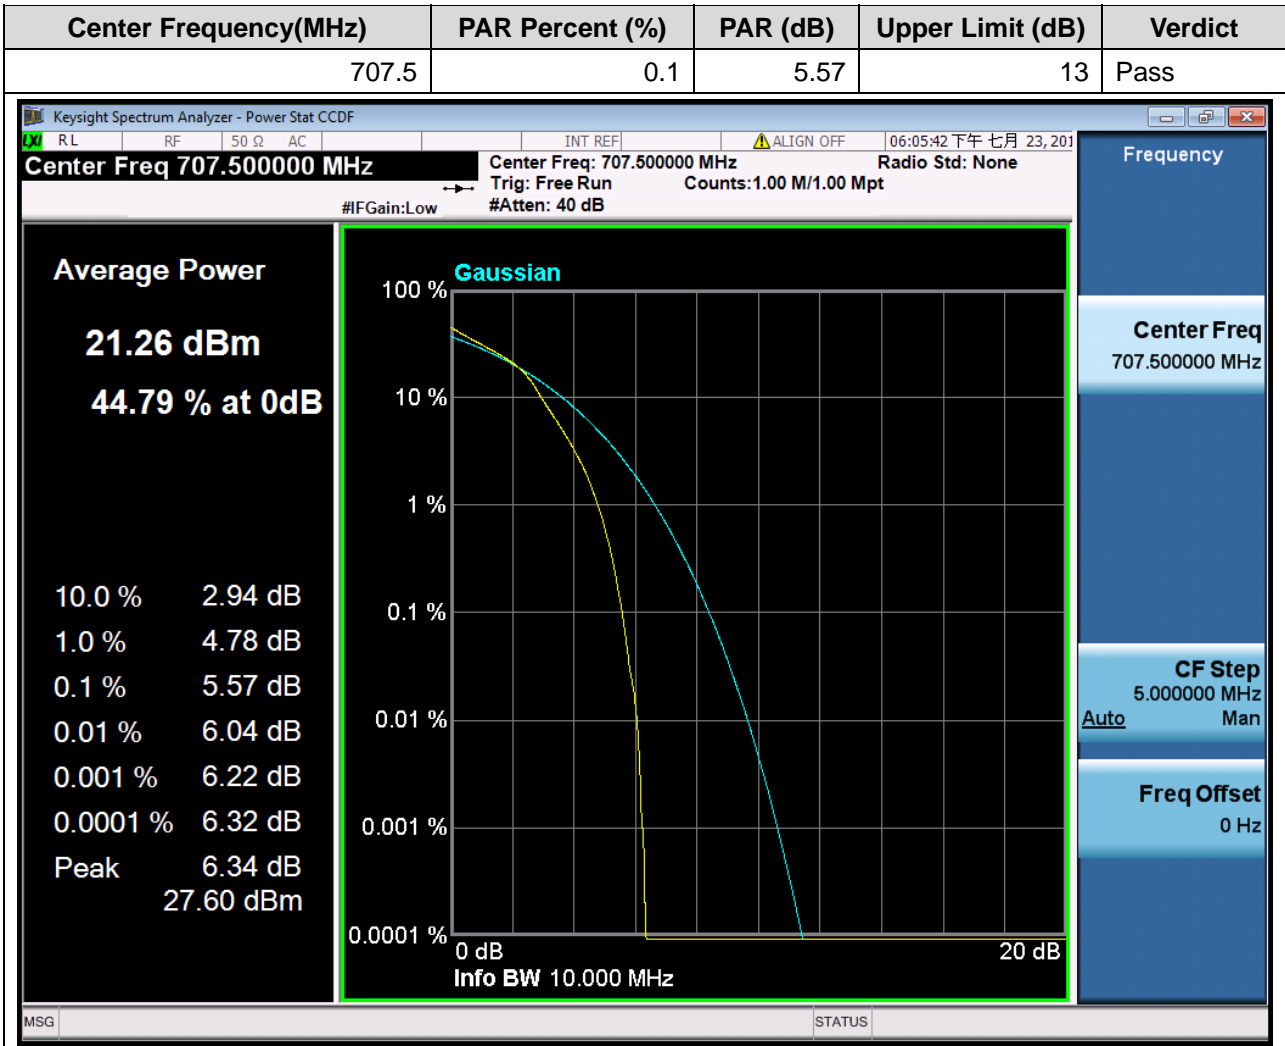 Center Frequency(MHz) PAR Percent (%) PAR (dB) Upper Limit (dB) Verdict
707.5 0.1 5.57 13 Pass
Keysight Spectrum Analyzer - Power Stat CCDF
LXI RL RF 50 Ω AC INT REF ALIGN OFF 06:05:42 下午 七月 23, 201
Center Freq 707.500000 MHz
Center Freq: 707.500000 MHz Radio Std: None
Trig: Free Run Counts:1.00 M/1.00 Mpt
#IFGain:Low #Atten: 40 dB
Average Power
21.26 dBm
44.79 % at 0dB
10.0 % 2.94 dB
1.0 % 4.78 dB
0.1 % 5.57 dB
0.01 % 6.04 dB
0.001 % 6.22 dB
0.0001 % 6.32 dB
Peak 6.34 dB
27.60 dBm
Gaussian
100 %
10 %
1 %
0.1 %
0.01 %
0.001 %
0.0001 %
0 dB 20 dB
Info BW 10.000 MHz
Frequency
Center Freq
707.500000 MHz
CF Step
5.000000 MHz
Auto Man
Freq Offset
0 Hz
MSG STATUS